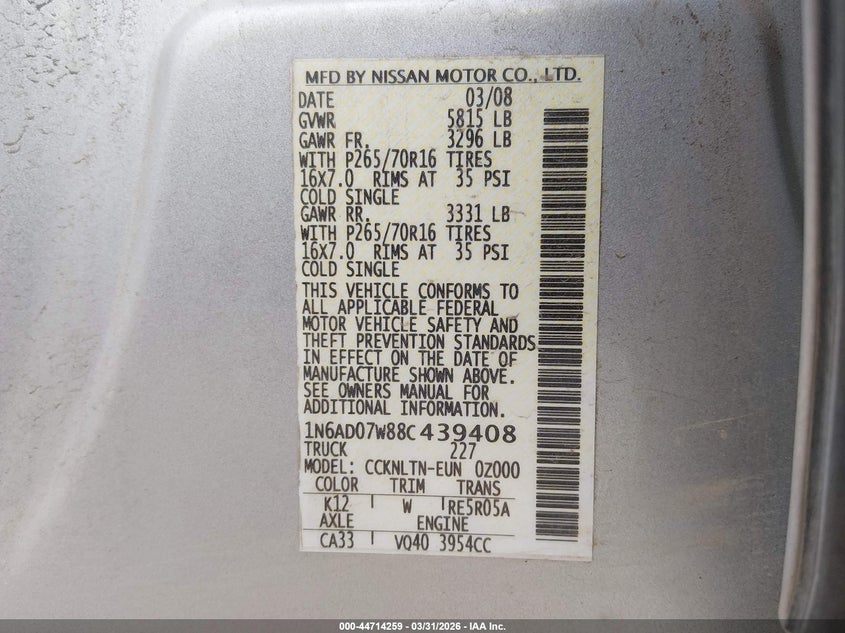 MFD BY NISSAN MOTOR CO., LTD.
DATE 03/08
GVWR 5815 LB
GAWR FR. 3296 LB
WITH P265/70R16 TIRES
16X7.0 RIMS AT 35 PSI
COLD SINGLE
GAWR RR. 3331 LB
WITH P265/70R16 TIRES
16X7.0 RIMS AT 35 PSI
COLD SINGLE
THIS VEHICLE CONFORMS TO
ALL APPLICABLE FEDERAL
MOTOR VEHICLE SAFETY AND
THEFT PREVENTION STANDARDS
IN EFFECT ON THE DATE OF
MANUFACTURE SHOWN ABOVE.
SEE OWNERS MANUAL FOR
ADDITIONAL INFORMATION.
1N6AD07W88C439408
TRUCK 227
MODEL: CCKNLTN-EUN 0Z000
COLOR TRIM TRANS
K12 W RE5R05A
AXLE ENGINE
CA33 VQ40 3954CC
000-44714259 - 03/31/2026 - IAA Inc.